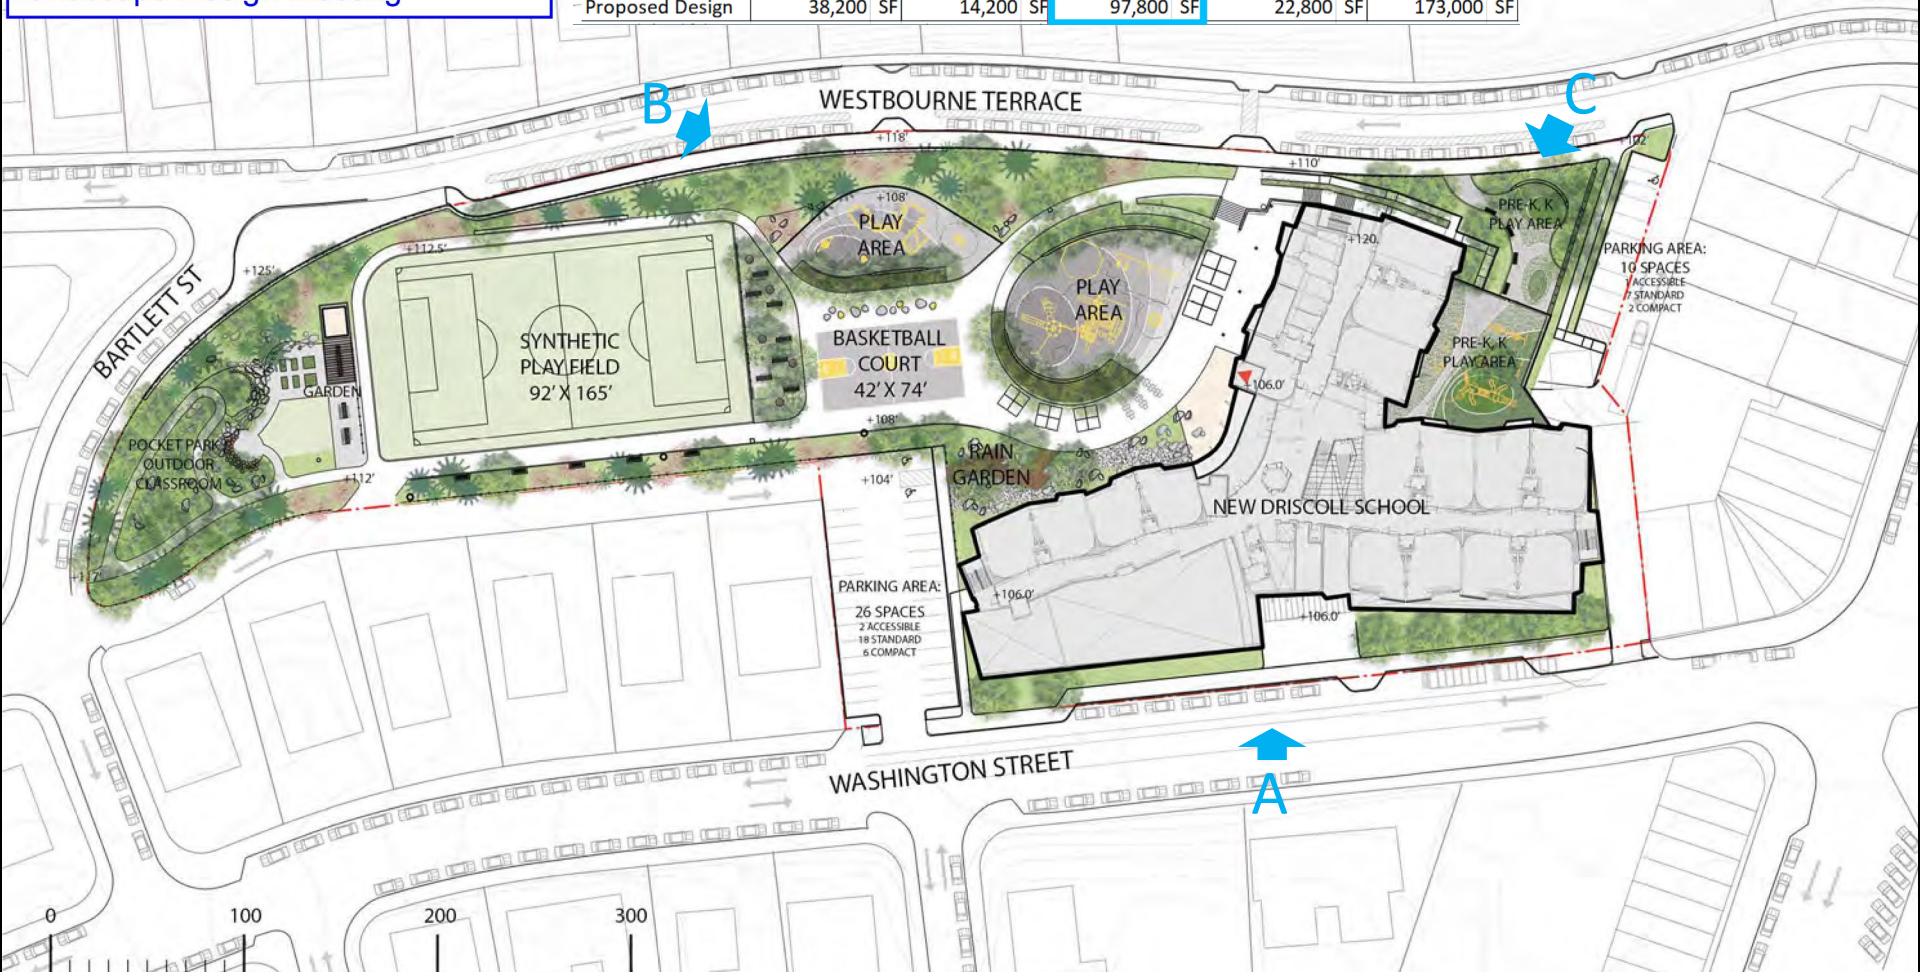 Proposed Design 38,200 SF 14,200 SF 97,800 SF 22,800 SF 173,000 SF
B
WESTBOURNE TERRACE
C
+118'
+102'
+110'
+108'
PLAY
AREA
PRE-K, K
PLAY AREA
+120.
+112.5'
PARKING AREA:
10 SPACES
1 ACCESSIBLE
7 STANDARD
2 COMPACT
+125'
BARTLETT ST
PLAY
AREA
SYNTHETIC
PLAY FIELD
92' X 165'
BASKETBALL
COURT
42' X 74'
PRE-K, K
PLAY AREA
GARDEN
+106.0'
+108'
POCKET PARK/
OUTDOOR
CLASSROOM
+112'
RAIN
GARDEN
+104'
NEW DRISCOLL SCHOOL
+117'
PARKING AREA:
26 SPACES
2 ACCESSIBLE
18 STANDARD
6 COMPACT
+106.0'
+106.0'
WASHINGTON STREET
A
0 100 200 300